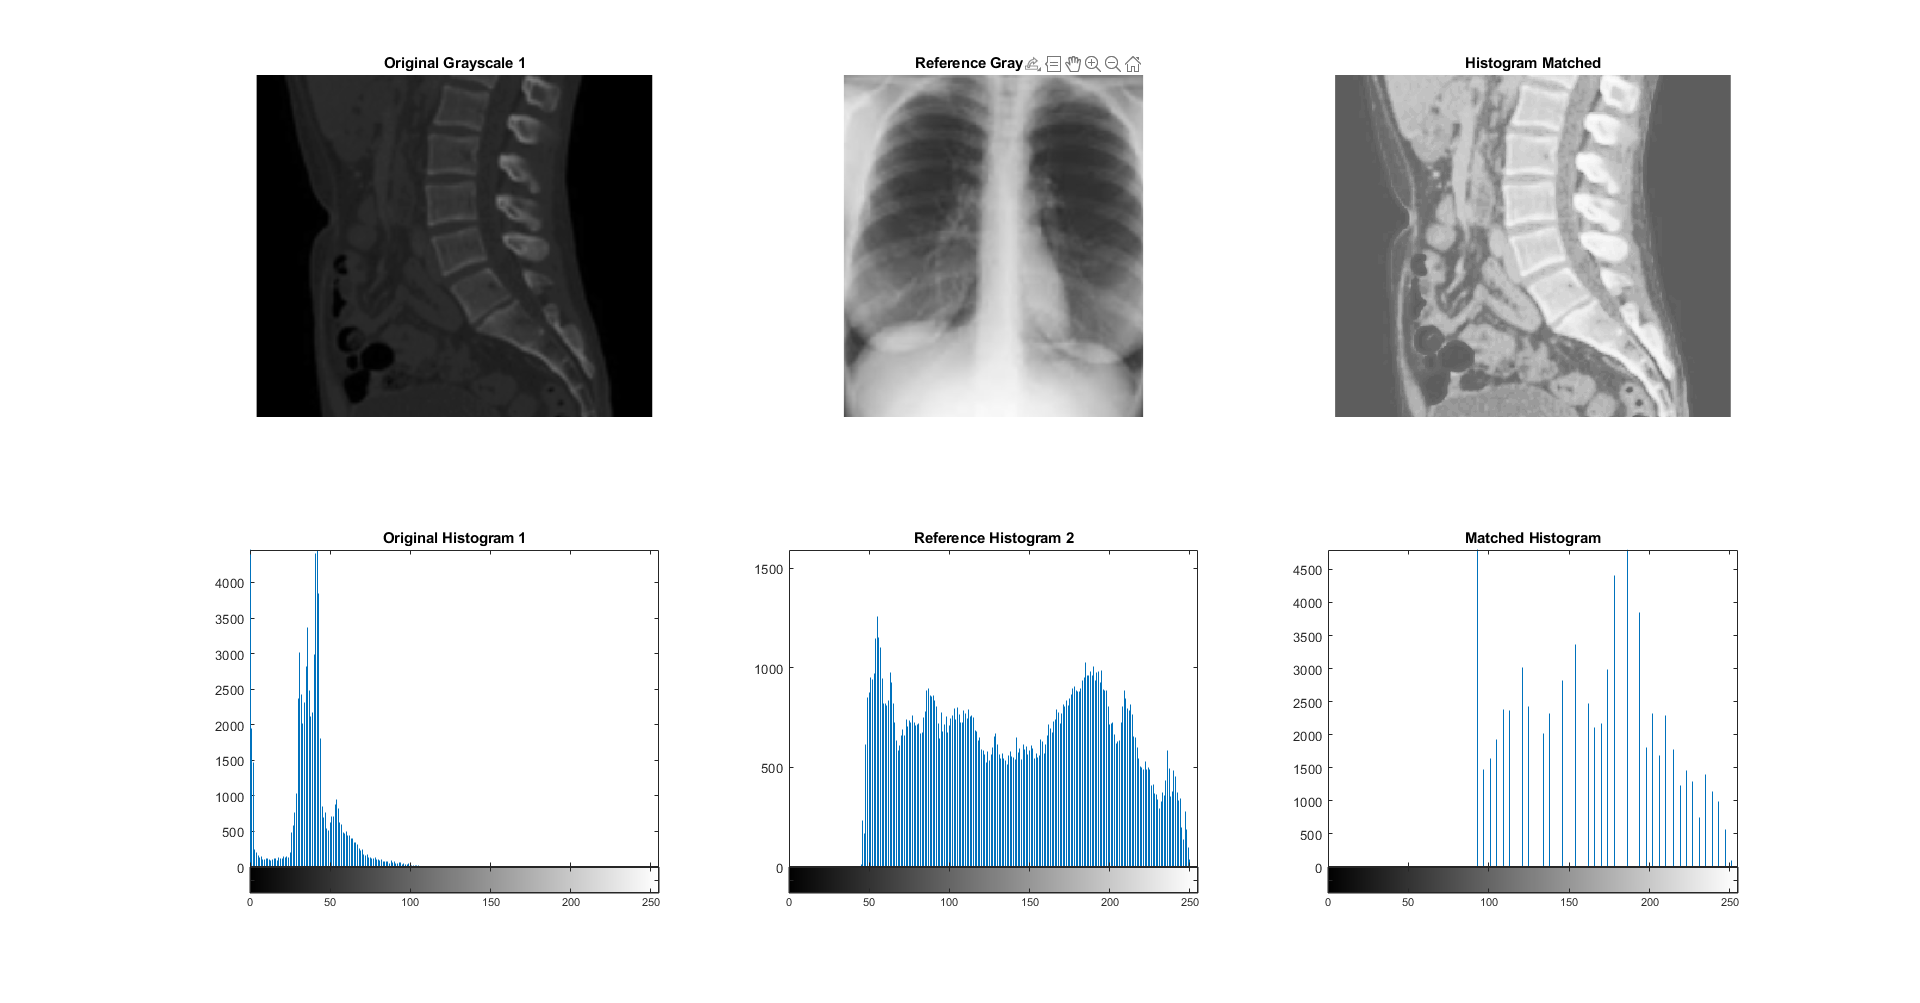 Original Grayscale 1
Reference Gray
Histogram Matched
Original Histogram 1
4000
3500
3000
2500
2000
1500
1000
500
0
0 50 100 150 200 250
Reference Histogram 2
1500
1000
500
0
0 50 100 150 200 250
Matched Histogram
4500
4000
3500
3000
2500
2000
1500
1000
500
0
0 50 100 150 200 250